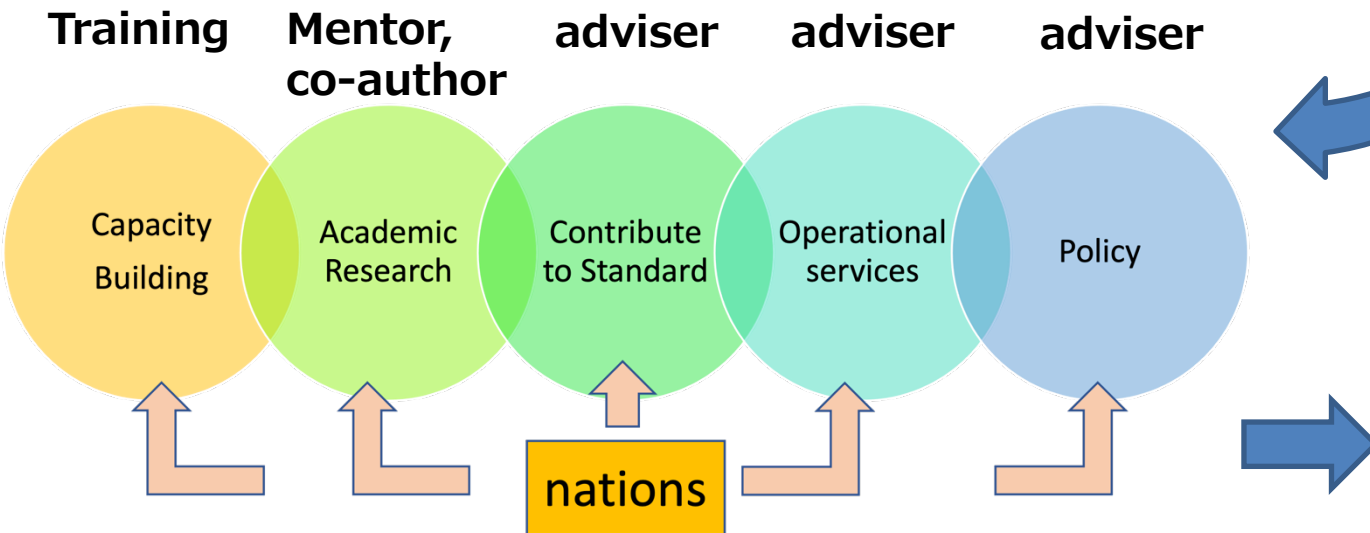 Training
Mentor,
co-author
adviser
adviser
adviser
Capacity
Building
Academic
Research
Contribute
to Standard
Operational
services
Policy
nations